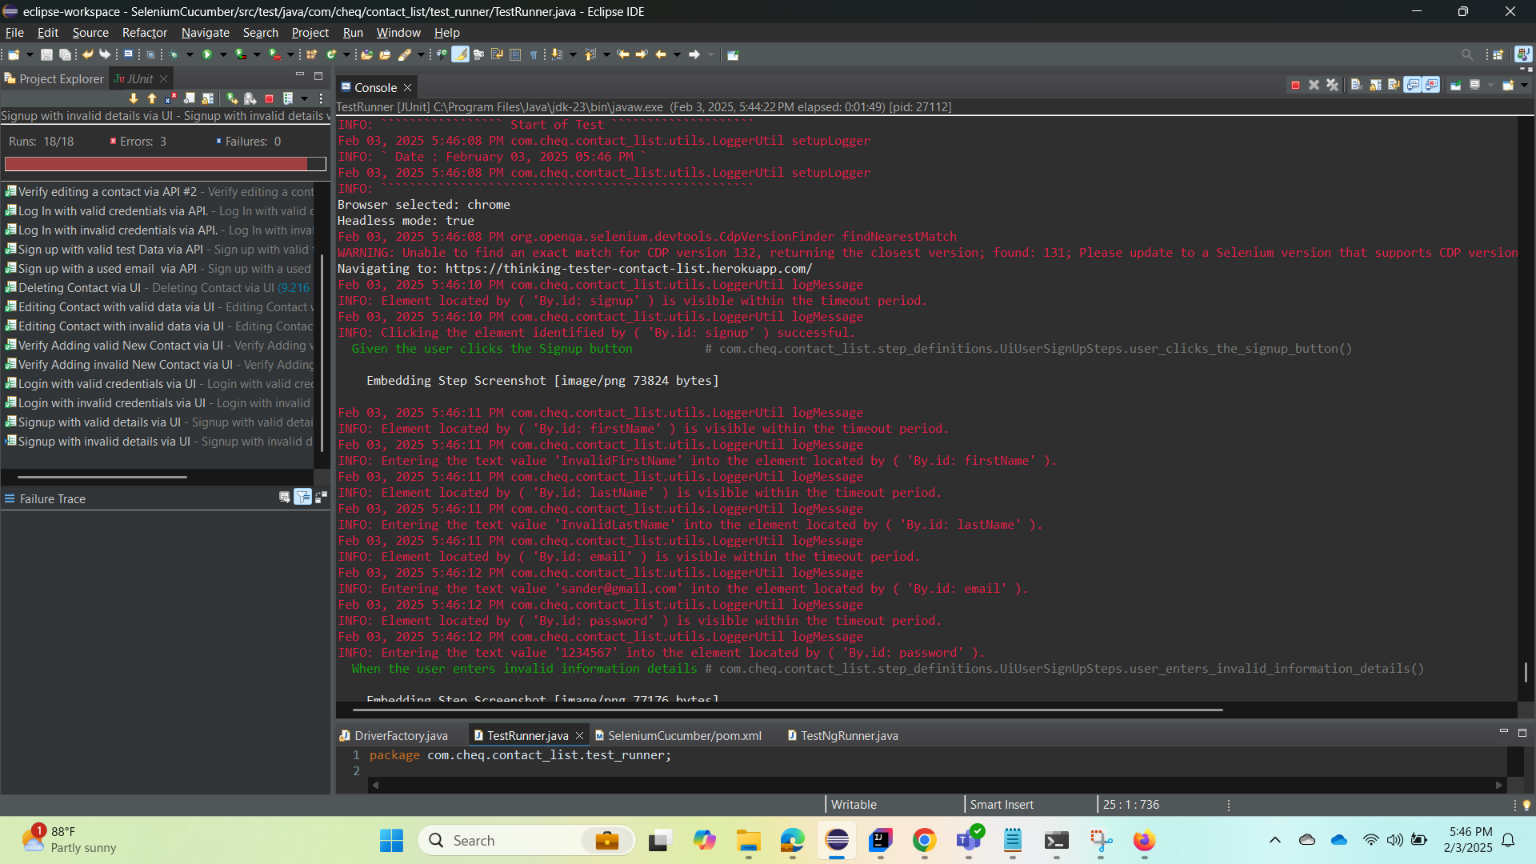 eclipse-workspace - SeleniumCucumber/src/test/java/com/cheq/contact_list/test_runner/TestRunner.java - Eclipse IDE
File Edit Source Refactor Navigate Search Project Run Window Help
Project Explorer JUnit
Console
TestRunner [JUnit] C:\Program Files\Java\jdk-23\bin\javaw.exe (Feb 3, 2025, 5:44:22 PM elapsed: 0:01:49) [pid: 27112]
Signup with invalid details via UI - Signup with invalid details v
Runs: 18/18 Errors: 3 Failures: 0
Verify editing a contact via API #2 - Verify editing a cont
Log In with valid credentials via API. - Log In with valid c
Log In with invalid credentials via API. - Log In with inva
Sign up with valid test Data via API - Sign up with valid
Sign up with a used email via API - Sign up with a used
Deleting Contact via UI - Deleting Contact via UI (9.216
Editing Contact with valid data via UI - Editing Contact v
Editing Contact with invalid data via UI - Editing Contac
Verify Adding valid New Contact via UI - Verify Adding v
Verify Adding invalid New Contact via UI - Verify Adding
Login with valid credentials via UI - Login with valid cre
Login with invalid credentials via UI - Login with invalid
Signup with valid details via UI - Signup with valid detai
Signup with invalid details via UI - Signup with invalid d
Failure Trace
INFO: ````````````````` Start of Test ````````````````````
Feb 03, 2025 5:46:08 PM com.cheq.contact_list.utils.LoggerUtil setupLogger
INFO: ` Date : February 03, 2025 05:46 PM `
Feb 03, 2025 5:46:08 PM com.cheq.contact_list.utils.LoggerUtil setupLogger
INFO: ````````````````````````````````````````````````````
Browser selected: chrome
Headless mode: true
Feb 03, 2025 5:46:08 PM org.openqa.selenium.devtools.CdpVersionFinder findNearestMatch
WARNING: Unable to find an exact match for CDP version 132, returning the closest version; found: 131; Please update to a Selenium version that supports CDP version
Navigating to: https://thinking-tester-contact-list.herokuapp.com/
Feb 03, 2025 5:46:10 PM com.cheq.contact_list.utils.LoggerUtil logMessage
INFO: Element located by ( 'By.id: signup' ) is visible within the timeout period.
Feb 03, 2025 5:46:10 PM com.cheq.contact_list.utils.LoggerUtil logMessage
INFO: Clicking the element identified by ( 'By.id: signup' ) successful.
Given the user clicks the Signup button # com.cheq.contact_list.step_definitions.UiUserSignUpSteps.user_clicks_the_signup_button()
Embedding Step Screenshot [image/png 73824 bytes]
Feb 03, 2025 5:46:11 PM com.cheq.contact_list.utils.LoggerUtil logMessage
INFO: Element located by ( 'By.id: firstName' ) is visible within the timeout period.
Feb 03, 2025 5:46:11 PM com.cheq.contact_list.utils.LoggerUtil logMessage
INFO: Entering the text value 'InvalidFirstName' into the element located by ( 'By.id: firstName' ).
Feb 03, 2025 5:46:11 PM com.cheq.contact_list.utils.LoggerUtil logMessage
INFO: Element located by ( 'By.id: lastName' ) is visible within the timeout period.
Feb 03, 2025 5:46:11 PM com.cheq.contact_list.utils.LoggerUtil logMessage
INFO: Entering the text value 'InvalidLastName' into the element located by ( 'By.id: lastName' ).
Feb 03, 2025 5:46:11 PM com.cheq.contact_list.utils.LoggerUtil logMessage
INFO: Element located by ( 'By.id: email' ) is visible within the timeout period.
Feb 03, 2025 5:46:12 PM com.cheq.contact_list.utils.LoggerUtil logMessage
INFO: Entering the text value 'sander@gmail.com' into the element located by ( 'By.id: email' ).
Feb 03, 2025 5:46:12 PM com.cheq.contact_list.utils.LoggerUtil logMessage
INFO: Element located by ( 'By.id: password' ) is visible within the timeout period.
Feb 03, 2025 5:46:12 PM com.cheq.contact_list.utils.LoggerUtil logMessage
INFO: Entering the text value '1234567' into the element located by ( 'By.id: password' ).
When the user enters invalid information details # com.cheq.contact_list.step_definitions.UiUserSignUpSteps.user_enters_invalid_information_details()
Embedding Step Screenshot [image/png 77176 bytes]
DriverFactory.java TestRunner.java SeleniumCucumber/pom.xml TestNgRunner.java
1 package com.cheq.contact_list.test_runner;
2
Writable Smart Insert 25 : 1 : 736
1 88°F
Partly sunny
Search
5:46 PM
2/3/2025